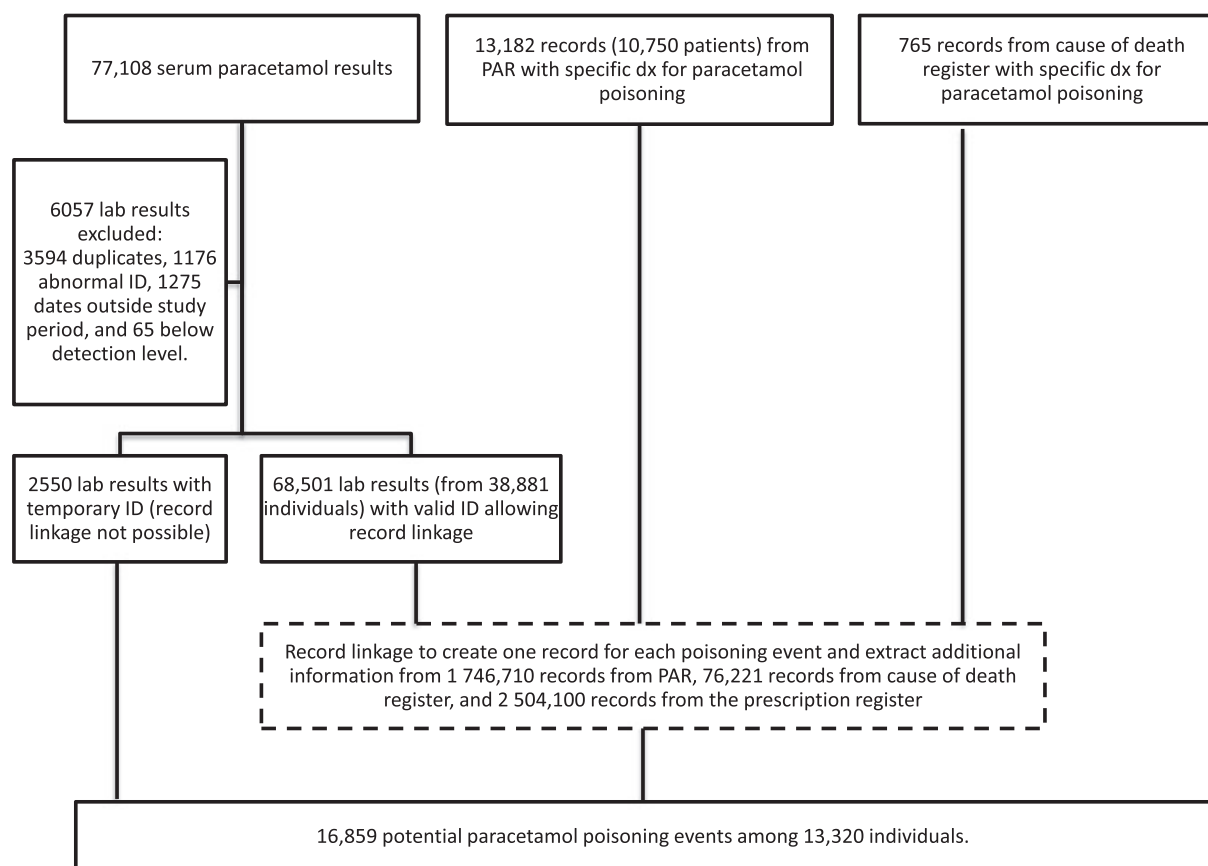 77,108 serum paracetamol results
13,182 records (10,750 patients) from
PAR with specific dx for paracetamol
poisoning
765 records from cause of death
register with specific dx for
paracetamol poisoning
6057 lab results
excluded:
3594 duplicates, 1176
abnormal ID, 1275
dates outside study
period, and 65 below
detection level.
2550 lab results with
temporary ID (record
linkage not possible)
68,501 lab results (from 38,881
individuals) with valid ID allowing
record linkage
Record linkage to create one record for each poisoning event and extract additional
information from 1 746,710 records from PAR, 76,221 records from cause of death
register, and 2 504,100 records from the prescription register
16,859 potential paracetamol poisoning events among 13,320 individuals.